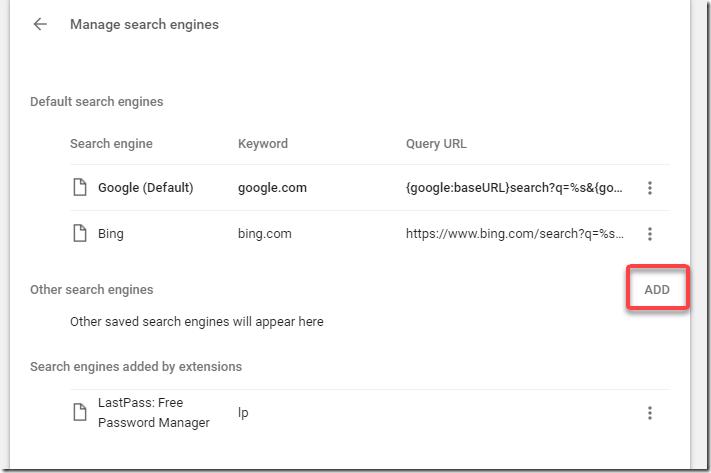 Manage search engines
Default search engines
Search engine Keyword Query URL
Google (Default) google.com {google:baseURL}search?q=%s&{go...
Bing bing.com https://www.bing.com/search?q=%s...
Other search engines ADD
Other saved search engines will appear here
Search engines added by extensions
LastPass: Free
Password Manager lp